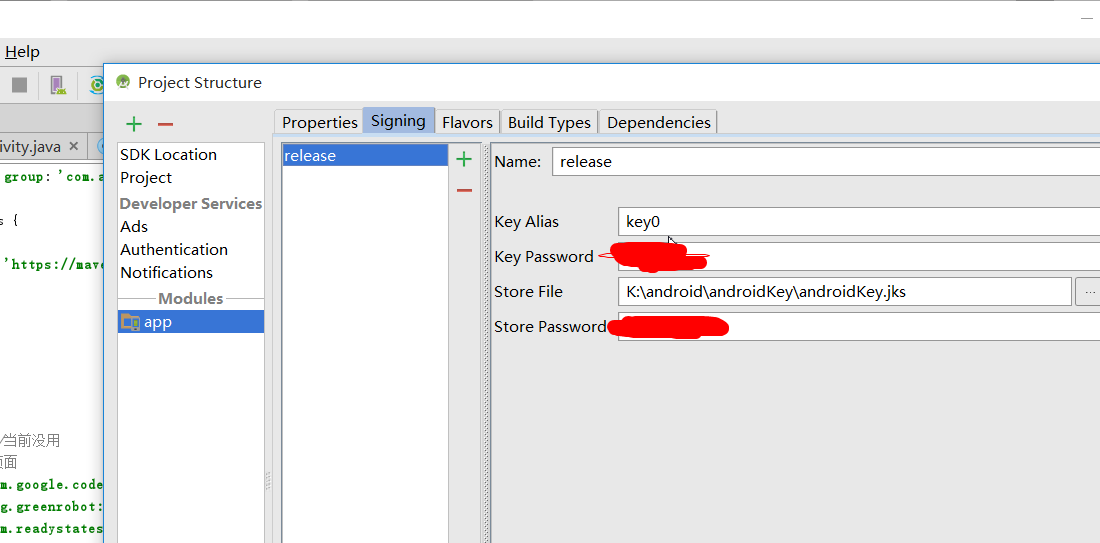 Help
Project Structure
Properties
Signing
Flavors
Build Types
Dependencies
ivity.java
SDK Location
Project
Developer Services
Ads
Authentication
Notifications
Modules
app
release
Name:
release
Key Alias
key0
Key Password
Store File
K:\android\androidKey\androidKey.jks
...
Store Password
group: 'com.a
s {
'https://mave
/当前没用
页面
m.google.code
g.greenrobot:
m.readystates